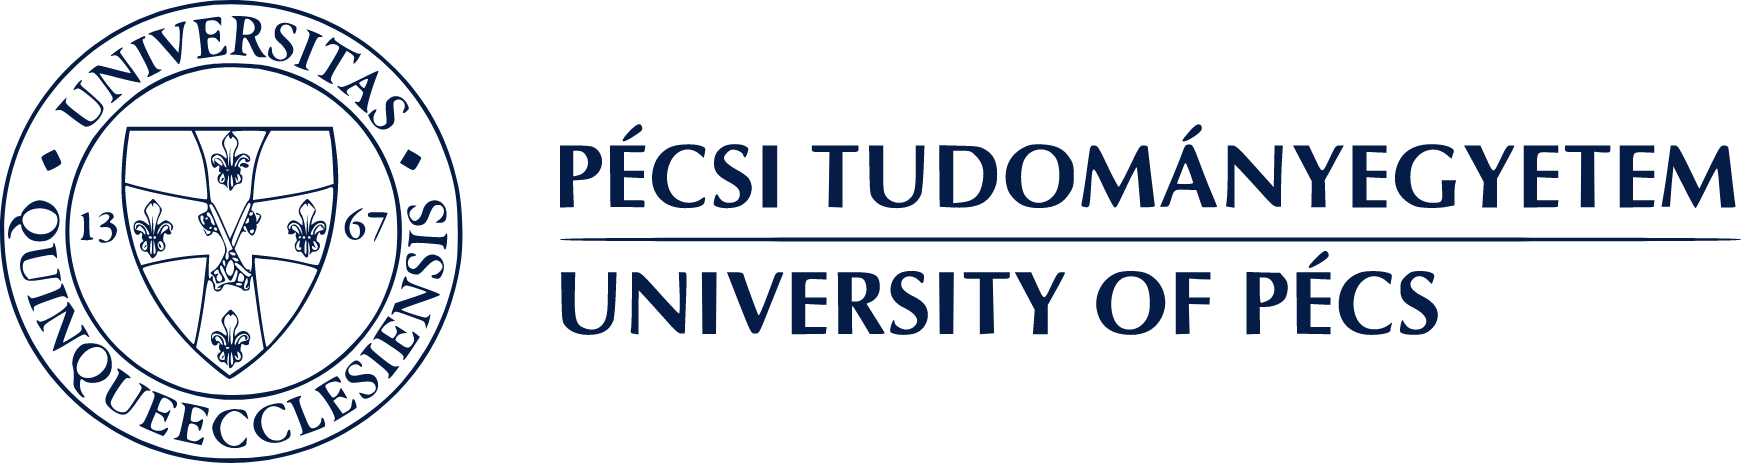 UNIVERSITAS
QUINQUEECCLESIENSIS
13 67
PÉCSI TUDOMÁNYEGYETEM
UNIVERSITY OF PÉCS